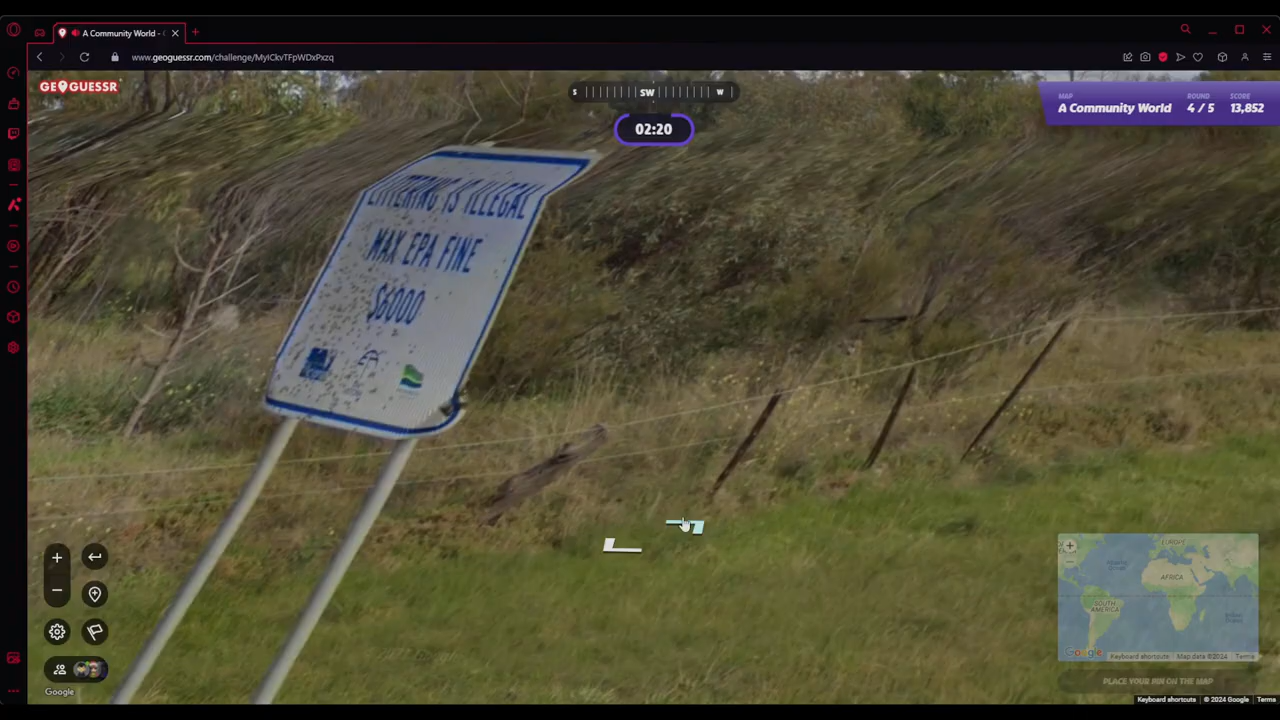 A Community World -
www.geoguessr.com/challenge/MyICkvTFpWDxPxzq
GEOGUESSR
S
SW
W
02:20
MAP
A Community World
ROUND
4 / 5
SCORE
13,852
LITTERING IS ILLEGAL
MAX EPA FINE
$6000
EUROPE
AFRICA
SOUTH
AMERICA
Google
Keyboard shortcuts
Map data ©2024
Terms
PLACE YOUR PIN ON THE MAP
Google
Keyboard shortcuts
© 2024 Google
Terms